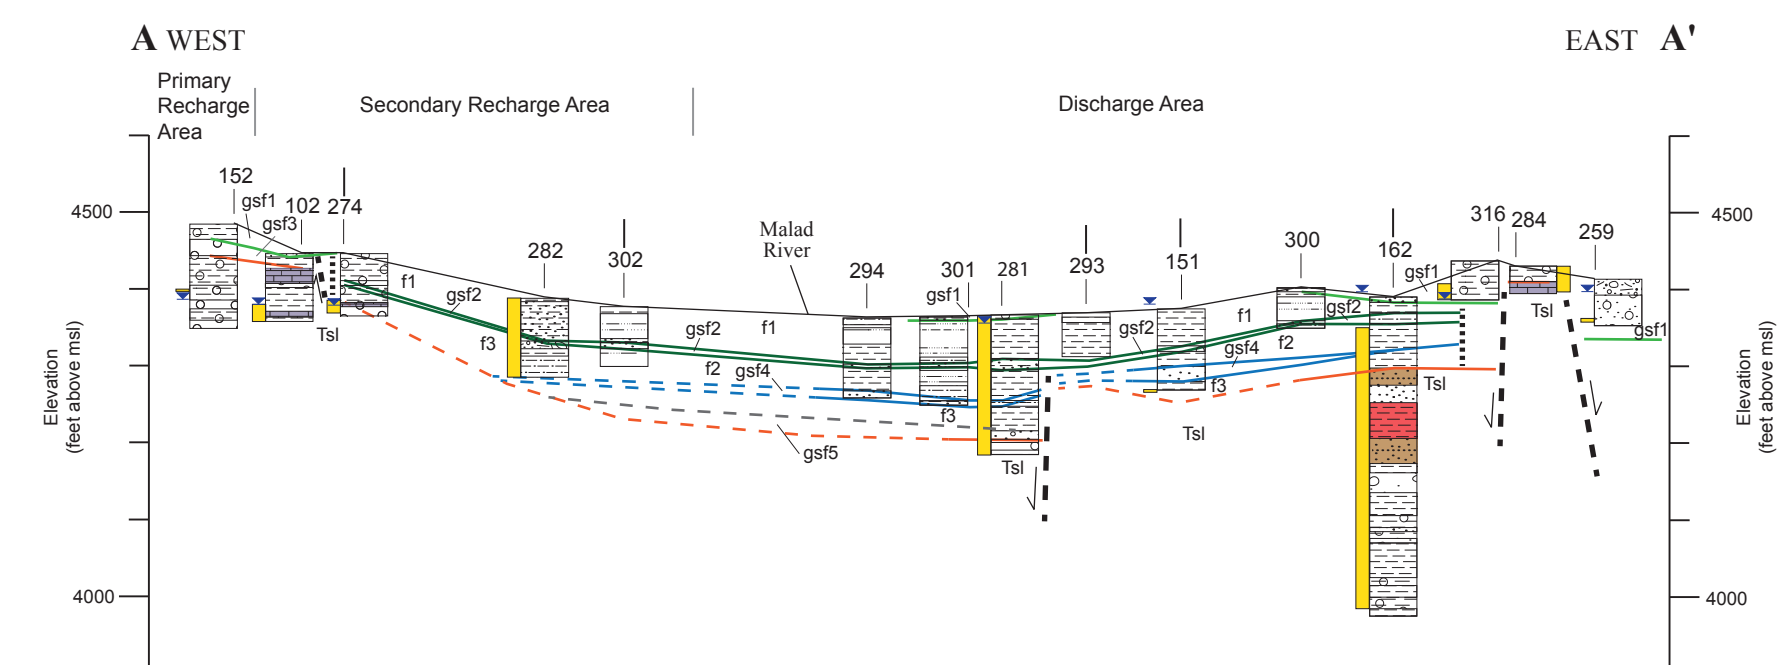 A WEST
EAST A'
Primary
Recharge
Area
Secondary Recharge Area
Discharge Area
152
gsf1
102
274
gsf3
4500
4500
282
302
Malad
River
294
301
281
293
151
300
162
316
284
259
f1
gsf2
gsf1
f1
gsf2
gsf2
f1
gsf2
gsf1
Tsl
f3
f2
gsf4
gsf4
f2
Tsl
gsf1
f3
f3
Tsl
Tsl
gsf5
Tsl
Elevation
(feet above msl)
Elevation
(feet above msl)
4000
4000